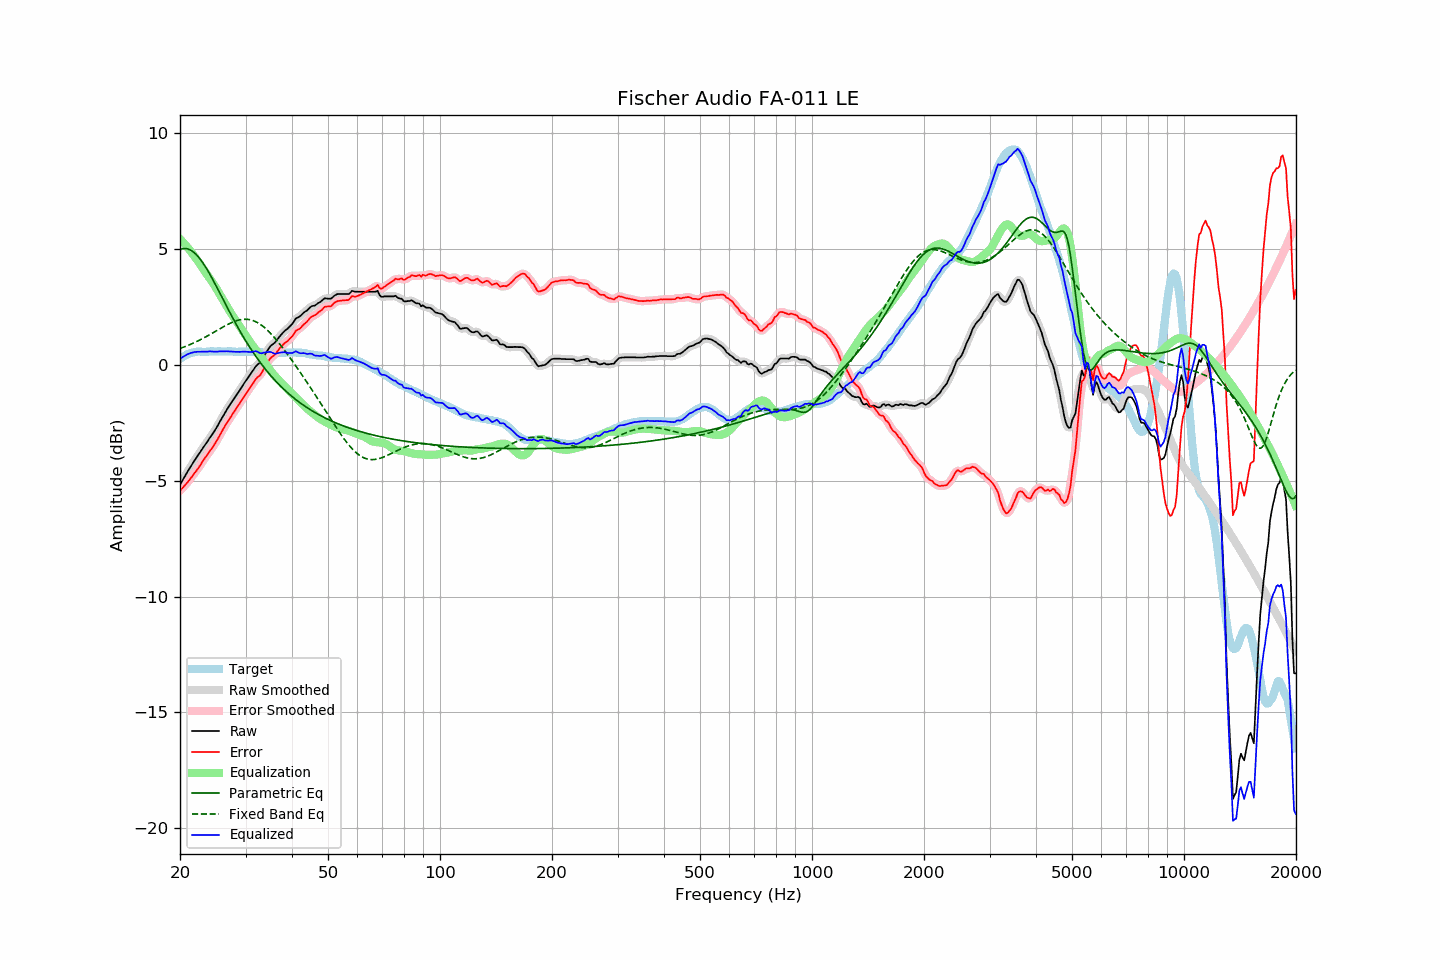 Fischer Audio FA-011 LE
Amplitude (dBr)
10
5
0
−5
−10
−15
−20
Target
Raw Smoothed
Error Smoothed
Raw
Error
Equalization
Parametric Eq
Fixed Band Eq
Equalized
20 50 100 200 500 1000 2000 5000 10000 20000
Frequency (Hz)